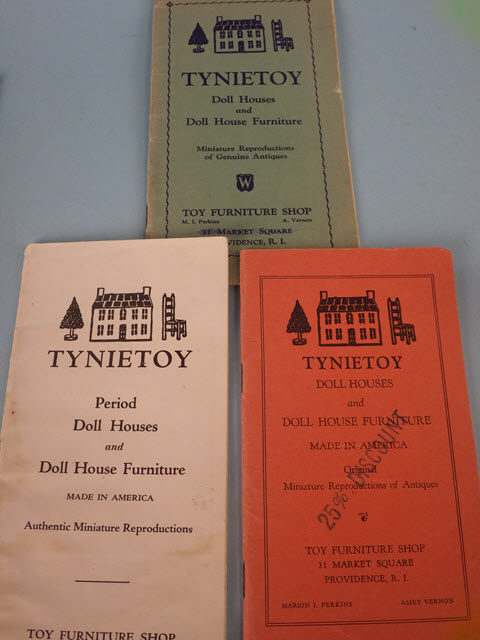 TYNIETOY
Doll Houses
and
Doll House Furniture
Miniature Reproductions
of Genuine Antiques
W
TOY FURNITURE SHOP
M. I. Perkins A. Vernon
31 MARKET SQUARE
PROVIDENCE, R. I.
TYNIETOY
Period
Doll Houses
and
Doll House Furniture
MADE IN AMERICA
Authentic Miniature Reproductions
TOY FURNITURE SHOP
TYNIETOY
DOLL HOUSES
and
DOLL HOUSE FURNITURE
MADE IN AMERICA
Original
Miniature Reproductions of Antiques
25% DISCOUNT
TOY FURNITURE SHOP
31 MARKET SQUARE
PROVIDENCE, R. I.
MARION I. PERKINS AMEY VERNON